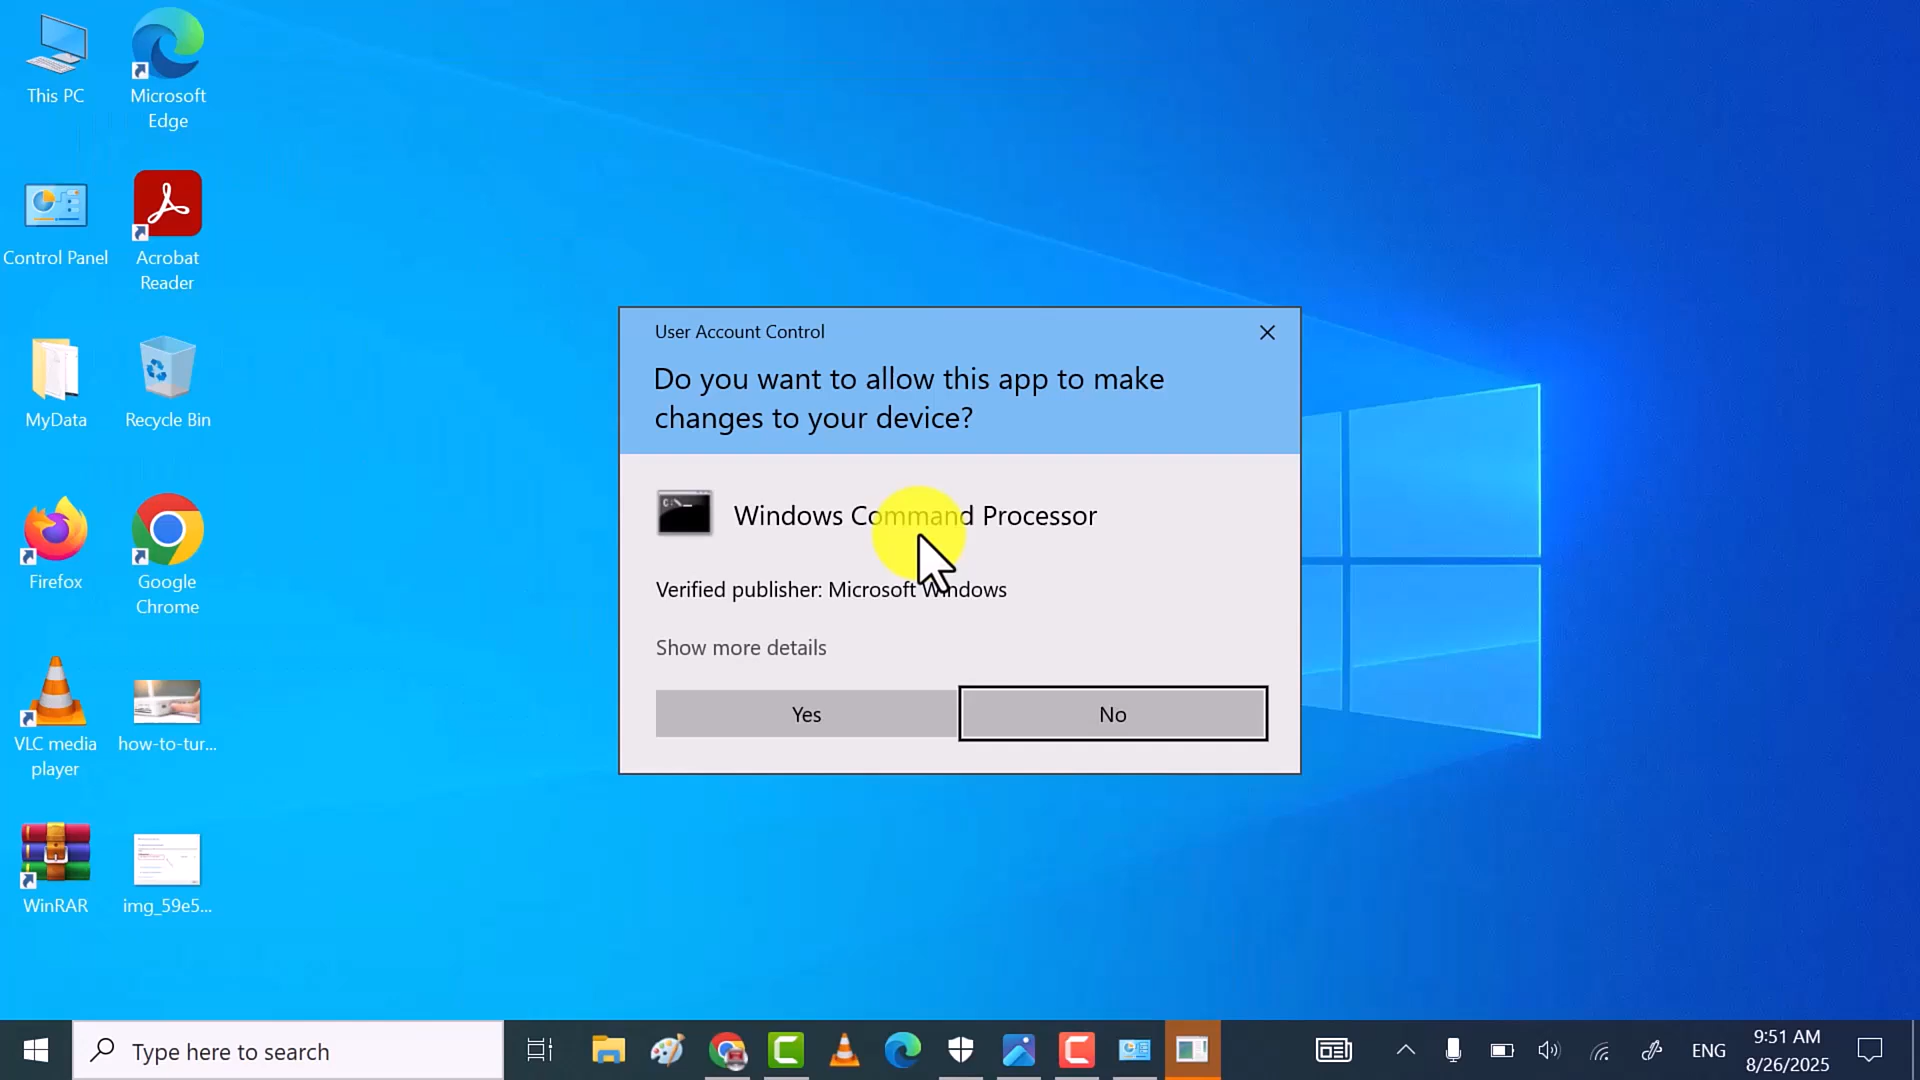 This PC
Microsoft
Edge
Control Panel
Acrobat
Reader
MyData
Recycle Bin
Firefox
Google
Chrome
VLC media
player
how-to-tur...
WinRAR
img_59e5...
User Account Control
Do you want to allow this app to make
changes to your device?
C:\_
Windows Command Processor
Verified publisher: Microsoft Windows
Show more details
Yes
No
Type here to search
ENG
9:51 AM
8/26/2025